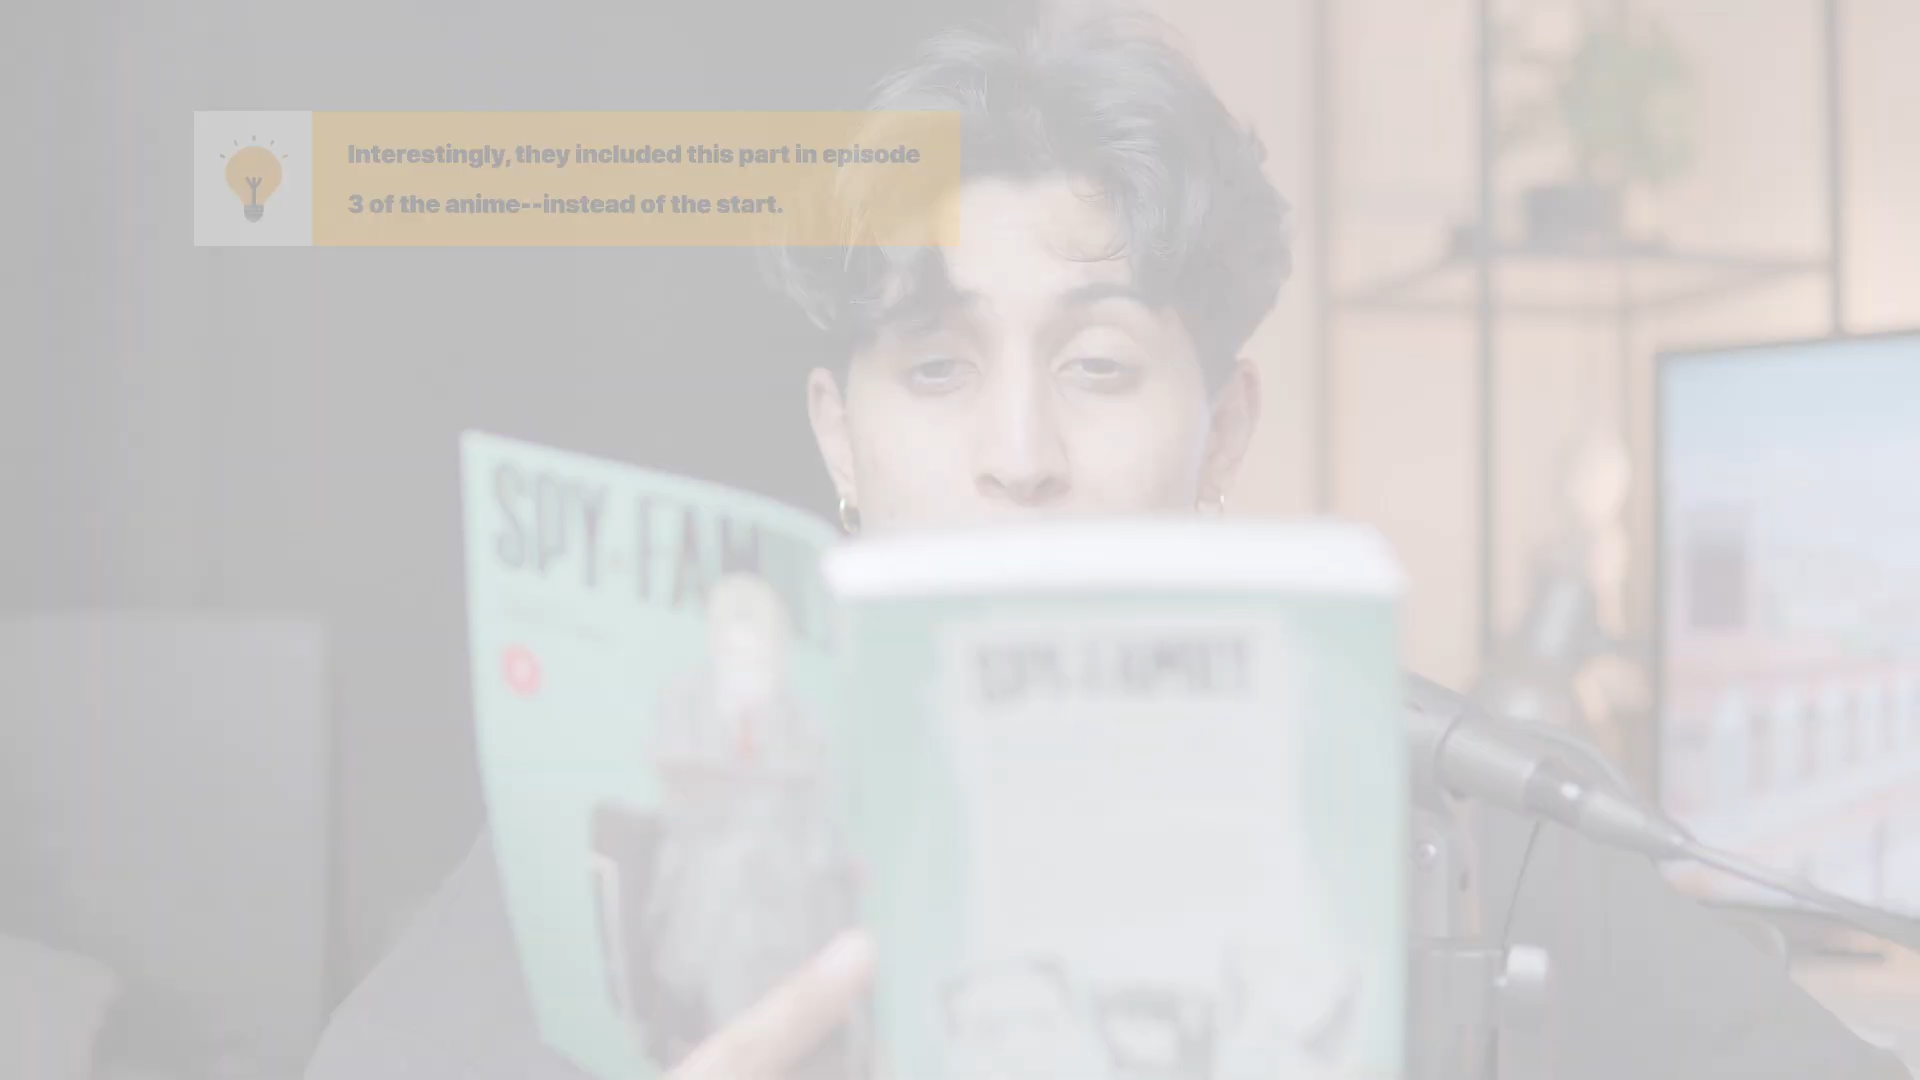 Interestingly, they included this part in episode
3 of the anime--instead of the start.
SPY×FAM
SPY×FAMILY